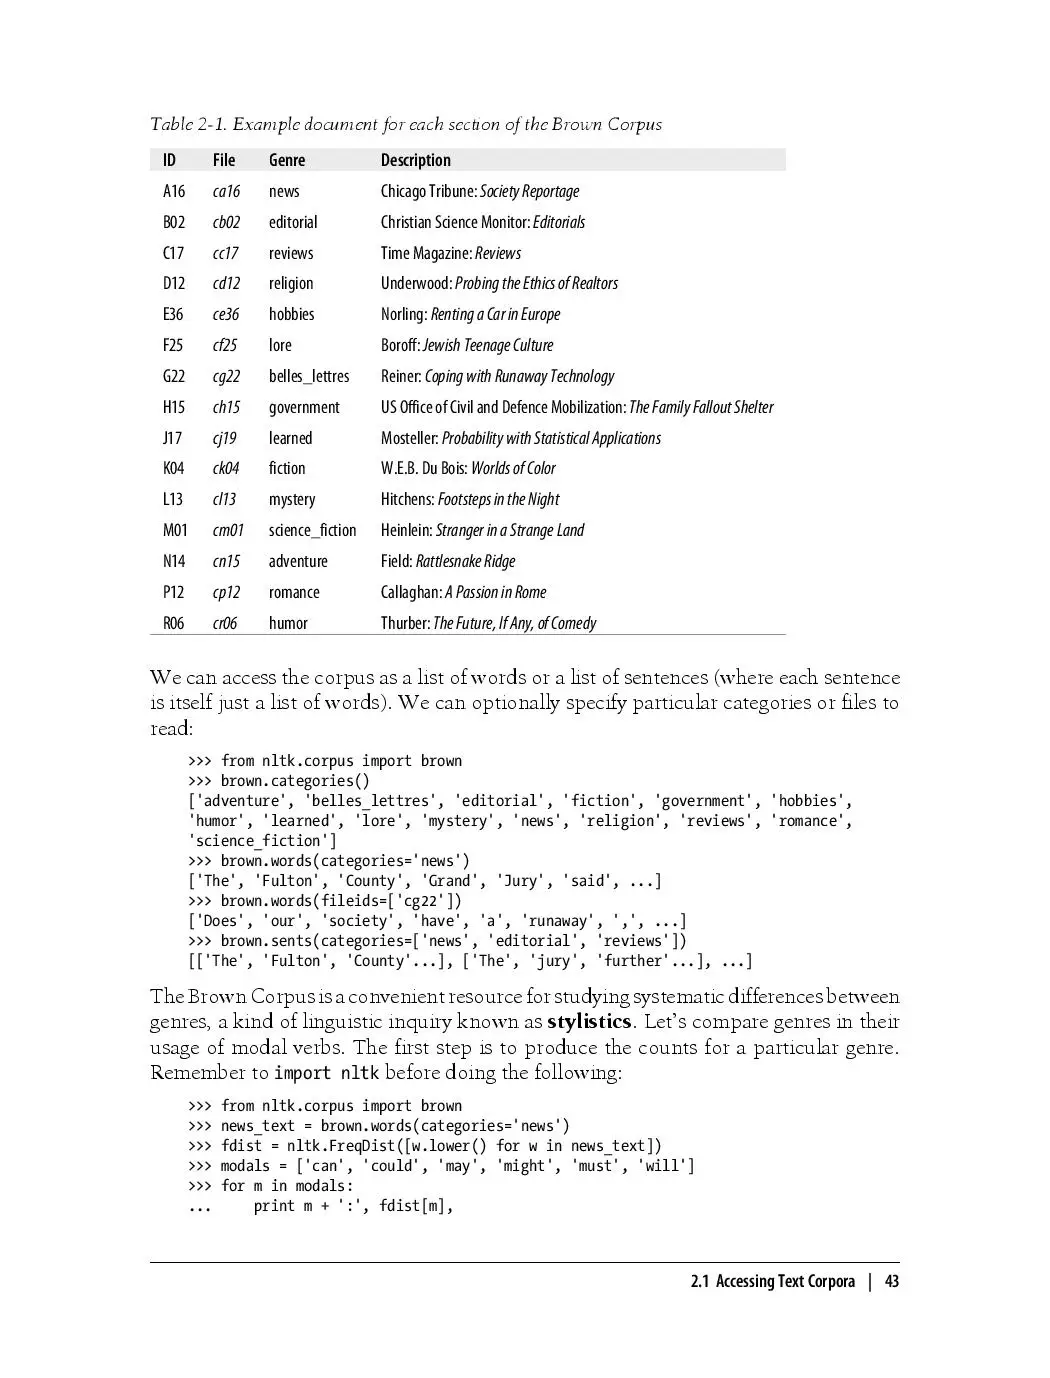 Table 2-1. Example document for each section of the Brown Corpus
ID File Genre Description
A16 ca16 news Chicago Tribune: Society Reportage
B02 cb02 editorial Christian Science Monitor: Editorials
C17 cc17 reviews Time Magazine: Reviews
D12 cd12 religion Underwood: Probing the Ethics of Realtors
E36 ce36 hobbies Norling: Renting a Car in Europe
F25 cf25 lore Boroff: Jewish Teenage Culture
G22 cg22 belles_lettres Reiner: Coping with Runaway Technology
H15 ch15 government US Office of Civil and Defence Mobilization: The Family Fallout Shelter
J17 cj19 learned Mosteller: Probability with Statistical Applications
K04 ck04 fiction W.E.B. Du Bois: Worlds of Color
L13 cl13 mystery Hitchens: Footsteps in the Night
M01 cm01 science_fiction Heinlein: Stranger in a Strange Land
N14 cn15 adventure Field: Rattlesnake Ridge
P12 cp12 romance Callaghan: A Passion in Rome
R06 cr06 humor Thurber: The Future, If Any, of Comedy
We can access the corpus as a list of words or a list of sentences (where each sentence
is itself just a list of words). We can optionally specify particular categories or files to
read:
>>> from nltk.corpus import brown
>>> brown.categories()
['adventure', 'belles_lettres', 'editorial', 'fiction', 'government', 'hobbies',
'humor', 'learned', 'lore', 'mystery', 'news', 'religion', 'reviews', 'romance',
'science_fiction']
>>> brown.words(categories='news')
['The', 'Fulton', 'County', 'Grand', 'Jury', 'said', ...]
>>> brown.words(fileids=['cg22'])
['Does', 'our', 'society', 'have', 'a', 'runaway', ',', ...]
>>> brown.sents(categories=['news', 'editorial', 'reviews'])
[['The', 'Fulton', 'County'...], ['The', 'jury', 'further'...], ...]
The Brown Corpus is a convenient resource for studying systematic differences between
genres, a kind of linguistic inquiry known as stylistics. Let's compare genres in their
usage of modal verbs. The first step is to produce the counts for a particular genre.
Remember to import nltk before doing the following:
>>> from nltk.corpus import brown
>>> news_text = brown.words(categories='news')
>>> fdist = nltk.FreqDist([w.lower() for w in news_text])
>>> modals = ['can', 'could', 'may', 'might', 'must', 'will']
>>> for m in modals:
...     print m + ':', fdist[m],
2.1 Accessing Text Corpora | 43